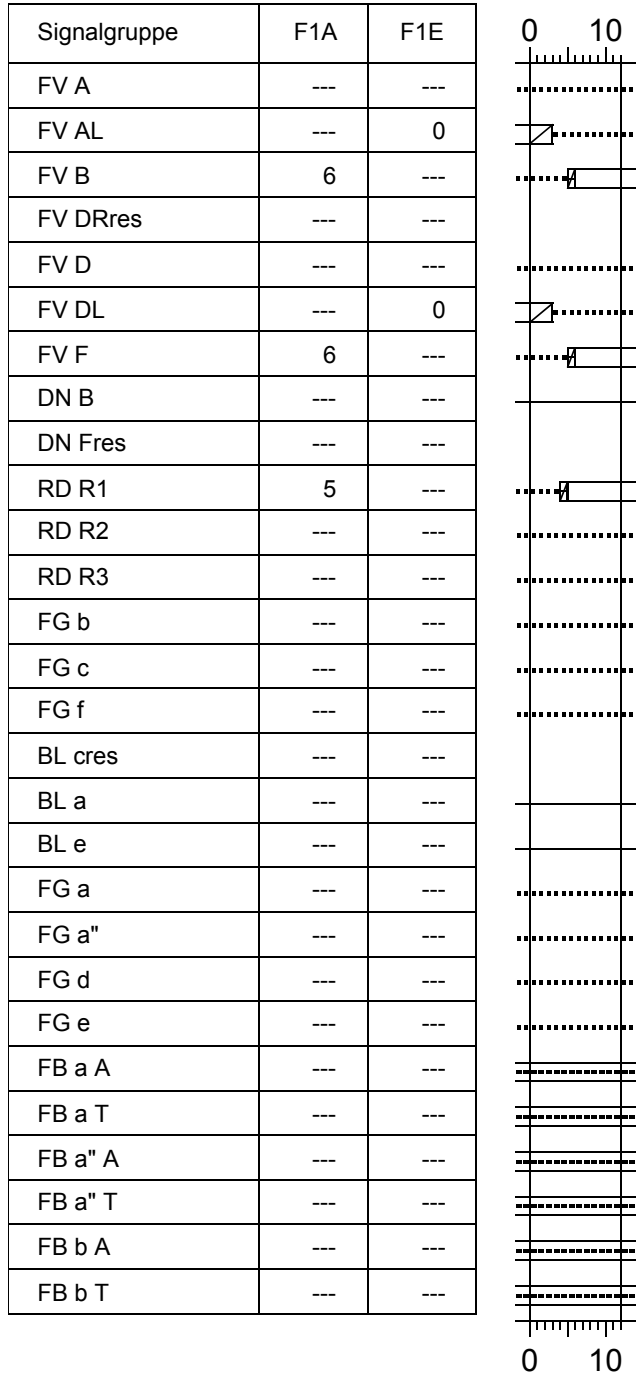 Signalgruppe F1A F1E 0 10
FV A --- ---
FV AL --- 0
FV B 6 ---
FV DRres --- ---
FV D --- ---
FV DL --- 0
FV F 6 ---
DN B --- ---
DN Fres --- ---
RD R1 5 ---
RD R2 --- ---
RD R3 --- ---
FG b --- ---
FG c --- ---
FG f --- ---
BL cres --- ---
BL a --- ---
BL e --- ---
FG a --- ---
FG a" --- ---
FG d --- ---
FG e --- ---
FB a A --- ---
FB a T --- ---
FB a" A --- ---
FB a" T --- ---
FB b A --- ---
FB b T --- ---
0 10